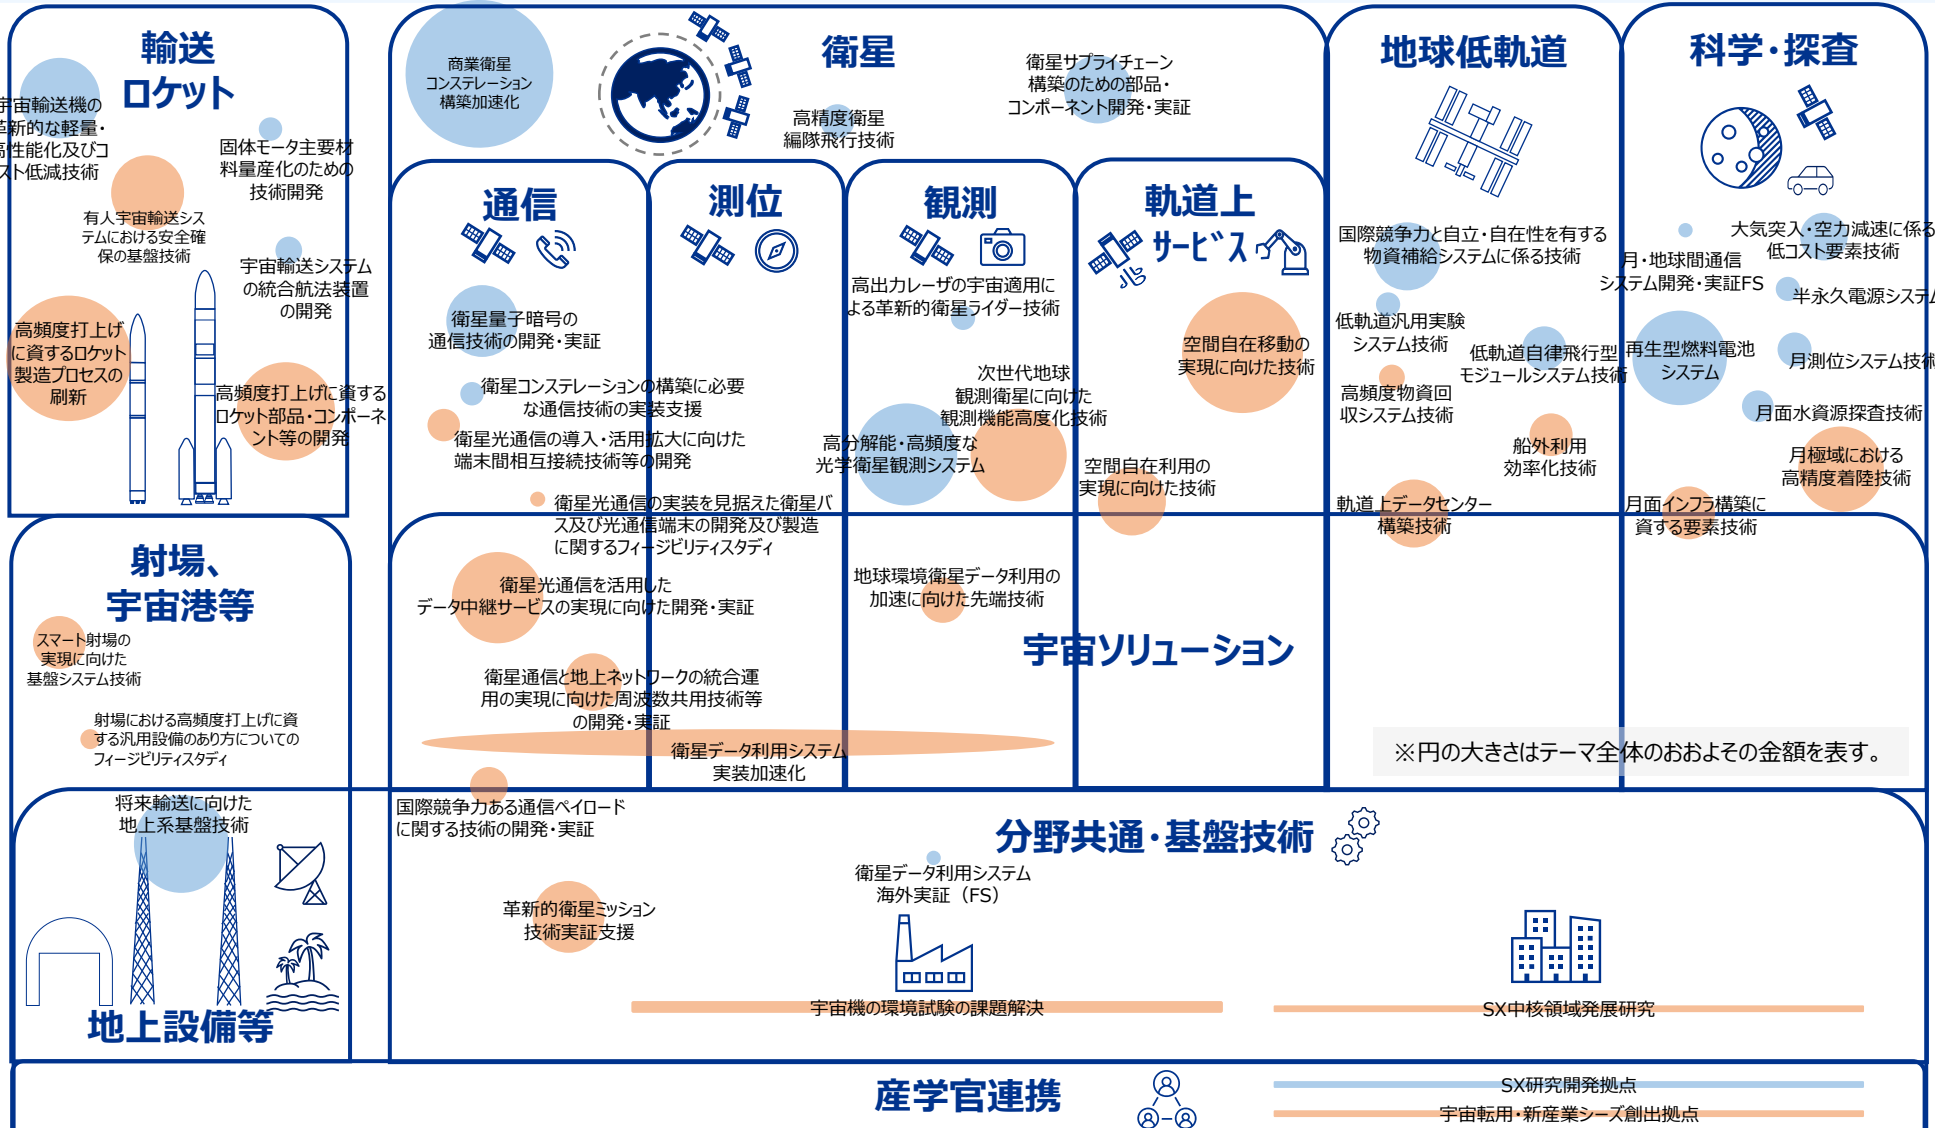 輸送
ロケット
宇宙輸送機の
革新的な軽量・
高性能化及びコ
スト低減技術
固体モータ主要材
料量産化のための
技術開発
有人宇宙輸送シス
テムにおける安全確
保の基盤技術
宇宙輸送システム
の統合航法装置
の開発
高頻度打上げ
に資するロケット
製造プロセスの
刷新
高頻度打上げに資する
ロケット部品・コンポーネ
ント等の開発
射場、
宇宙港等
スマート射場の
実現に向けた
基盤システム技術
射場における高頻度打上げに資
する汎用設備のあり方についての
フィージビリティスタディ
将来輸送に向けた
地上系基盤技術
地上設備等
衛星
商業衛星
コンステレーション
構築加速化
高精度衛星
編隊飛行技術
衛星サプライチェーン
構築のための部品・
コンポーネント開発・実証
通信
衛星量子暗号の
通信技術の開発・実証
衛星コンステレーションの構築に必要
な通信技術の実装支援
衛星光通信の導入・活用拡大に向けた
端末間相互接続技術等の開発
衛星光通信の実装を見据えた衛星バ
ス及び光通信端末の開発及び製造
に関するフィージビリティスタディ
衛星光通信を活用した
データ中継サービスの実現に向けた開発・実証
衛星通信と地上ネットワークの統合運
用の実現に向けた周波数共用技術等
の開発・実証
衛星データ利用システム
実装加速化
国際競争力ある通信ペイロード
に関する技術の開発・実証
測位
観測
高出力レーザの宇宙適用に
よる革新的衛星ライダー技術
次世代地球
観測衛星に向けた
観測機能高度化技術
高分解能・高頻度な
光学衛星観測システム
地球環境衛星データ利用の
加速に向けた先端技術
軌道上
サービス
空間自在移動の
実現に向けた技術
空間自在利用の
実現に向けた技術
宇宙ソリューション
地球低軌道
国際競争力と自立・自在性を有する
物資補給システムに係る技術
低軌道汎用実験
システム技術
低軌道自律飛行型
モジュールシステム技術
高頻度物資回
収システム技術
船外利用
効率化技術
軌道上データセンター
構築技術
科学・探査
大気突入・空力減速に係る
低コスト要素技術
月・地球間通信
システム開発・実証FS
半永久電源システム
再生型燃料電池
システム
月測位システム技術
月面水資源探査技術
月極域における
高精度着陸技術
月面インフラ構築に
資する要素技術
※円の大きさはテーマ全体のおおよその金額を表す。
分野共通・基盤技術
衛星データ利用システム
海外実証（FS）
革新的衛星ミッション
技術実証支援
宇宙機の環境試験の課題解決
SX中核領域発展研究
産学官連携
SX研究開発拠点
宇宙転用・新産業シーズ創出拠点